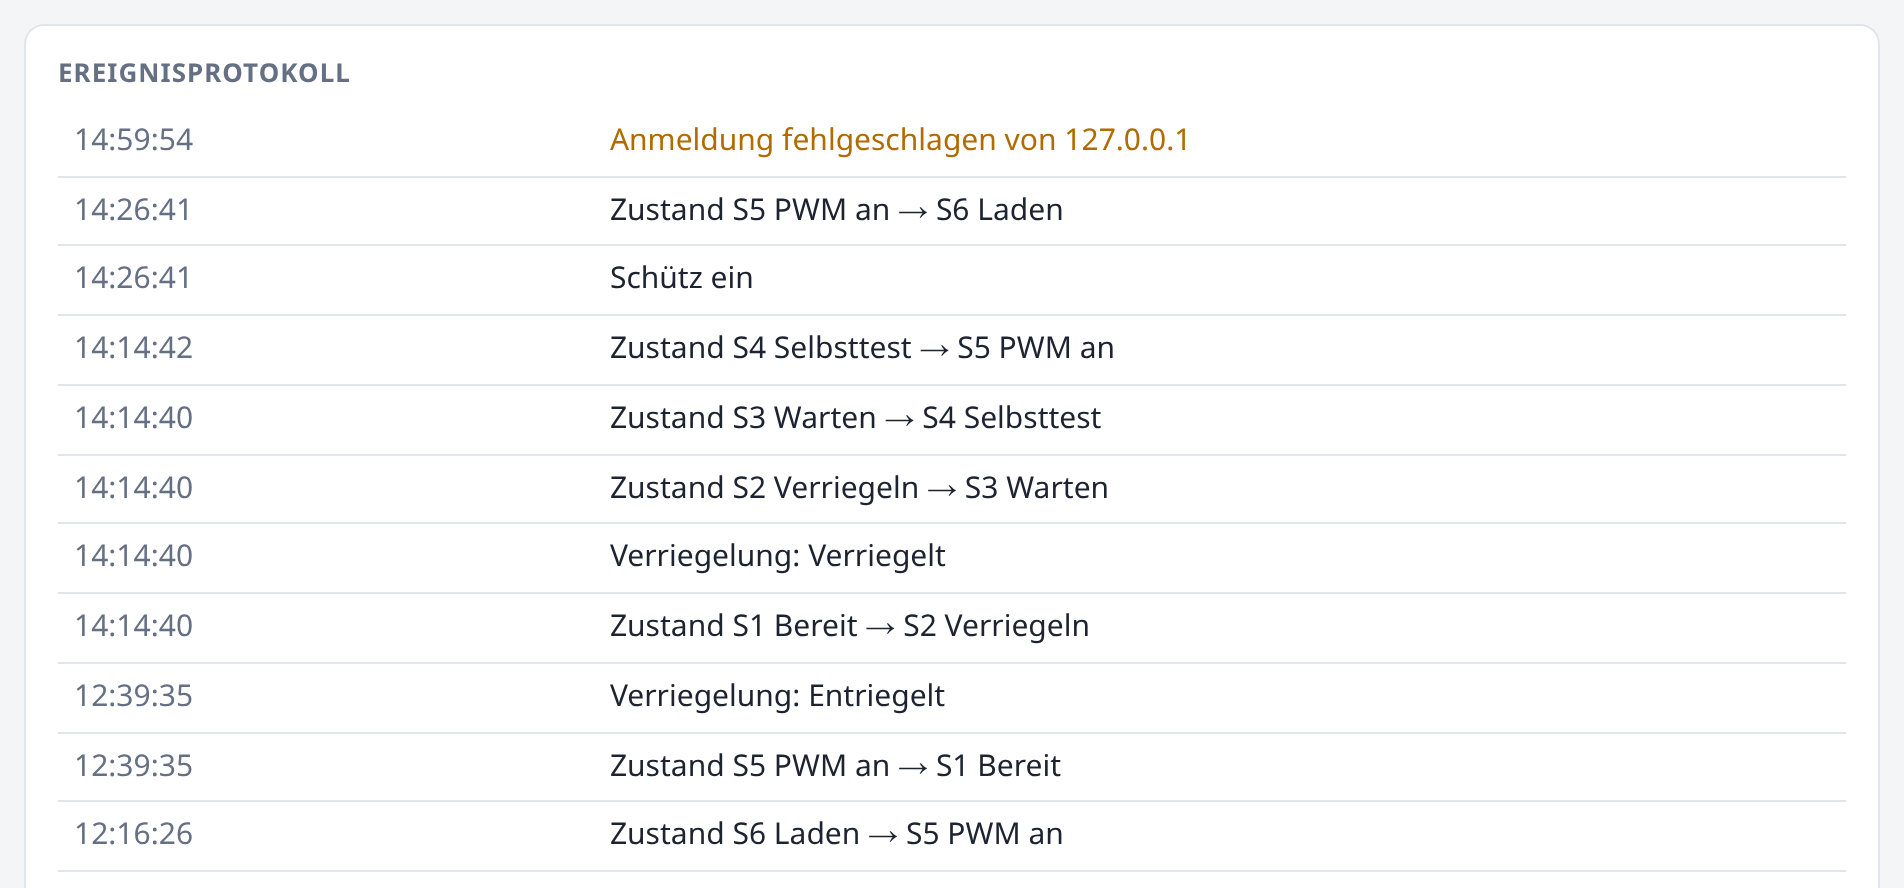 EREIGNISPROTOKOLL
14:59:54 Anmeldung fehlgeschlagen von 127.0.0.1
14:26:41 Zustand S5 PWM an → S6 Laden
14:26:41 Schütz ein
14:14:42 Zustand S4 Selbsttest → S5 PWM an
14:14:40 Zustand S3 Warten → S4 Selbsttest
14:14:40 Zustand S2 Verriegeln → S3 Warten
14:14:40 Verriegelung: Verriegelt
14:14:40 Zustand S1 Bereit → S2 Verriegeln
12:39:35 Verriegelung: Entriegelt
12:39:35 Zustand S5 PWM an → S1 Bereit
12:16:26 Zustand S6 Laden → S5 PWM an